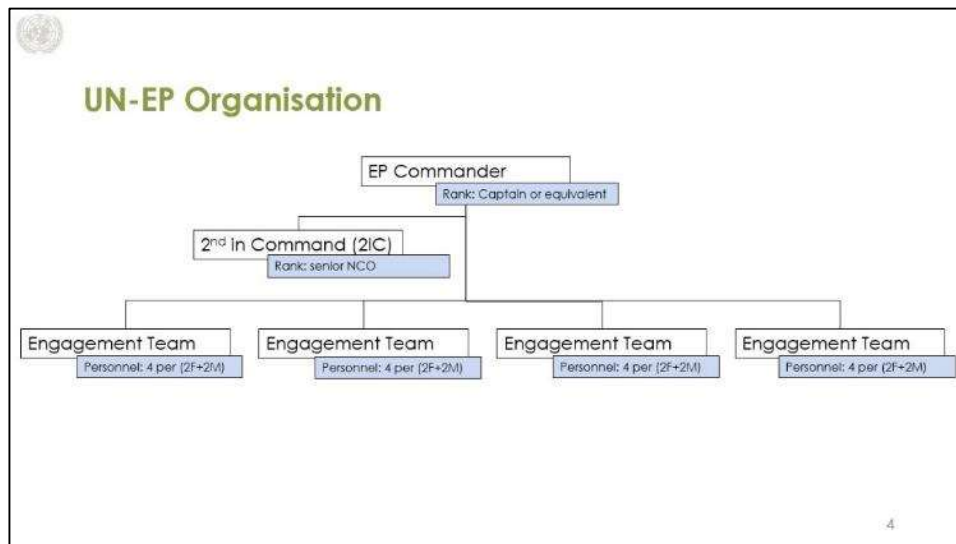 UN-EP Organisation
EP Commander
Rank: Captain or equivalent
2nd in Command (2IC)
Rank: senior NCO
Engagement Team
Personnel: 4 per (2F+2M)
Engagement Team
Personnel: 4 per (2F+2M)
Engagement Team
Personnel: 4 per (2F+2M)
Engagement Team
Personnel: 4 per (2F+2M)
4